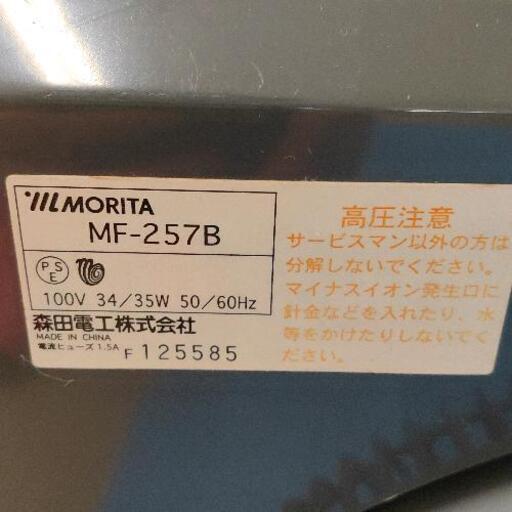 MORITA
MF-257B
PSE
100V 34/35W 50/60Hz
森田電工株式会社
MADE IN CHINA
電流ヒューズ1.5A F 125585
高圧注意
サービスマン以外の方は
分解しないでください。
マイナスイオン発生口に
針金などを入れたり、水
等をかけたりしないでく
ださい。